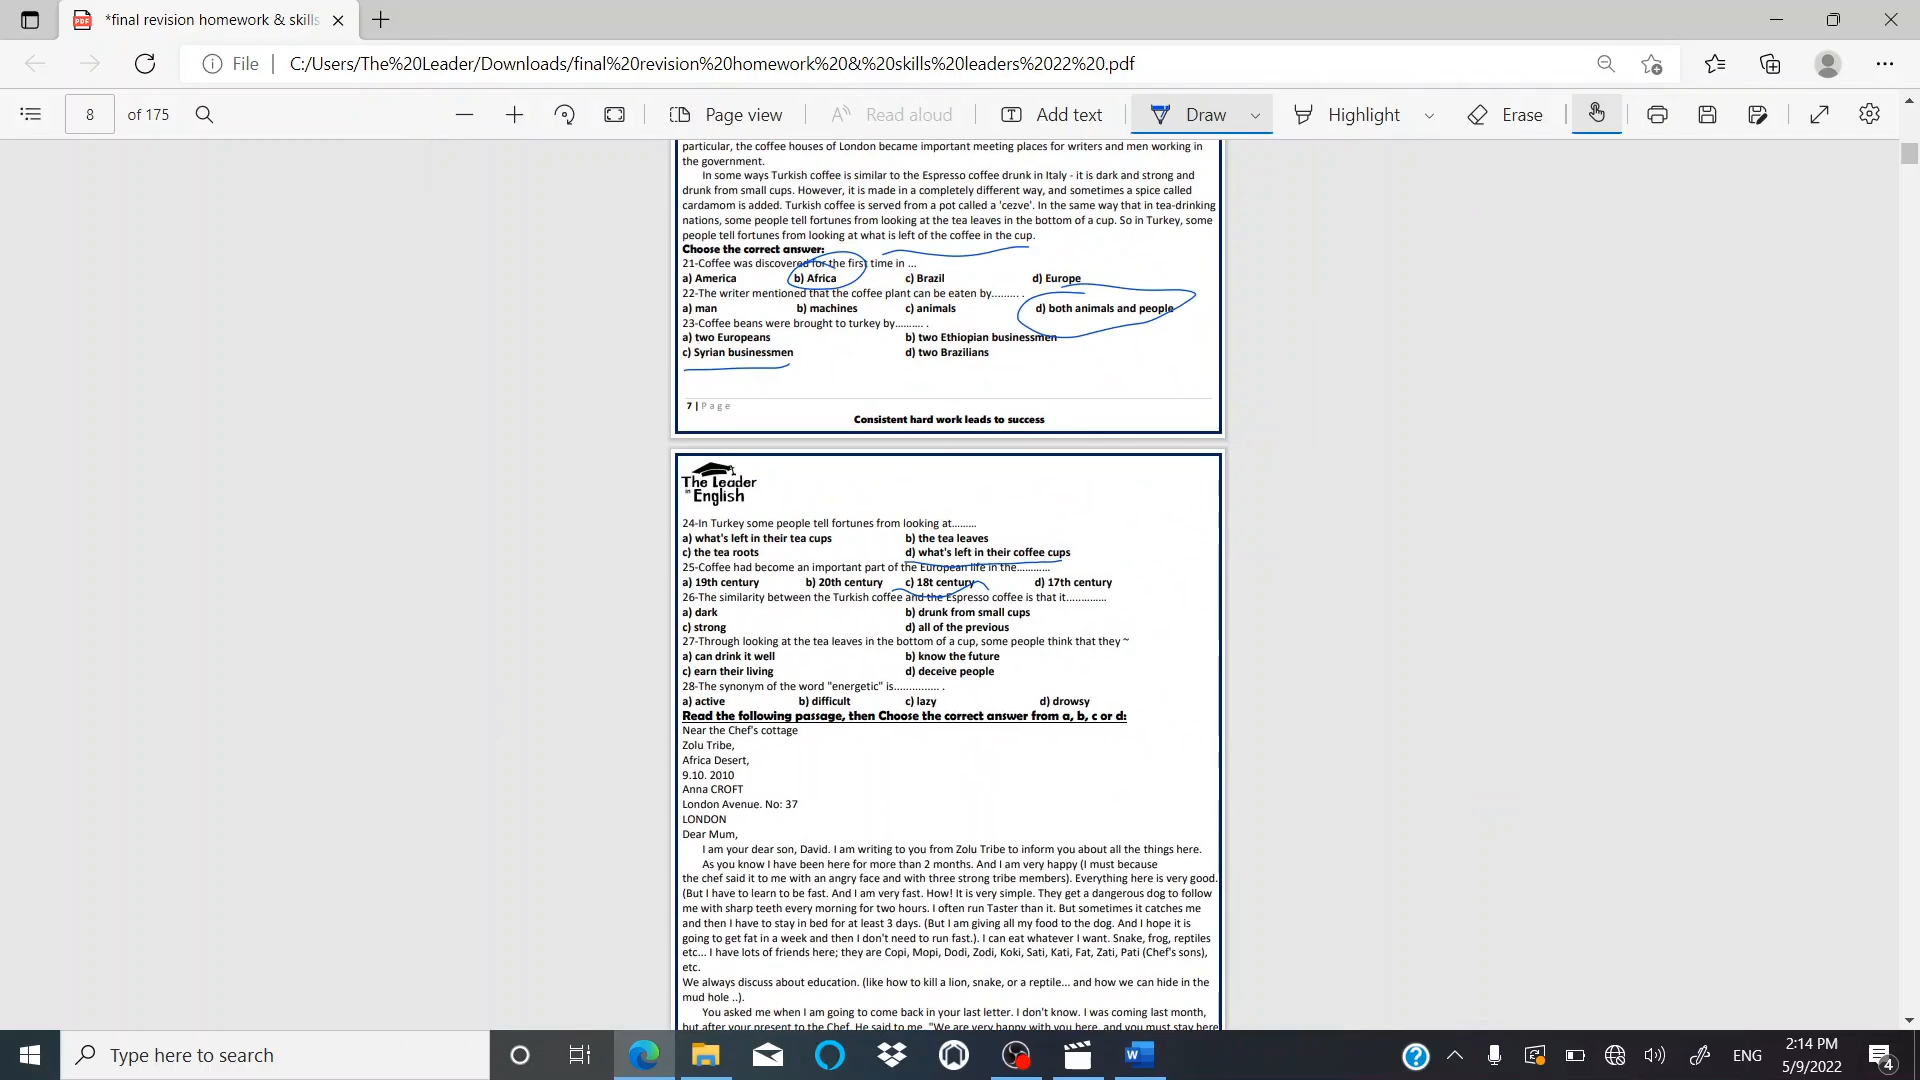 *final revision homework & skills
File
C:/Users/The%20Leader/Downloads/final%20revision%20homework%20&%20skills%20leaders%202022%20.pdf
8 of 175
Page view
Read aloud
Add text
Draw
Highlight
Erase
particular, the coffee houses of London became important meeting places for writers and men working in
the government.
In some ways Turkish coffee is similar to the Espresso coffee drunk in Italy - it is dark and strong and
drunk from small cups. However, it is made in a completely different way, and sometimes a spice called
cardamom is added. Turkish coffee is served from a pot called a 'cezve'. In the same way that in tea-drinking
nations, some people tell fortunes from looking at the tea leaves in the bottom of a cup. So in Turkey, some
people tell fortunes from looking at what is left of the coffee in the cup.
Choose the correct answer:
21-Coffee was discovered for the first time in ...
a) America b) Africa c) Brazil d) Europe
22-The writer mentioned that the coffee plant can be eaten by......... .
a) man b) machines c) animals d) both animals and people
23-Coffee beans were brought to turkey by.......... .
a) two Europeans b) two Ethiopian businessmen
c) Syrian businessmen d) two Brazilians
7 | Page
Consistent hard work leads to success
The Leader
in English
24-In Turkey some people tell fortunes from looking at.........
a) what's left in their tea cups b) the tea leaves
c) the tea roots d) what's left in their coffee cups
25-Coffee had become an important part of the European life in the............
a) 19th century b) 20th century c) 18t century d) 17th century
26-The similarity between the Turkish coffee and the Espresso coffee is that it..............
a) dark b) drunk from small cups
c) strong d) all of the previous
27-Through looking at the tea leaves in the bottom of a cup, some people think that they ~
a) can drink it well b) know the future
c) earn their living d) deceive people
28-The synonym of the word "energetic" is............... .
a) active b) difficult c) lazy d) drowsy
Read the following passage, then Choose the correct answer from a, b, c or d:
Near the Chef's cottage
Zolu Tribe,
Africa Desert,
9.10. 2010
Anna CROFT
London Avenue. No: 37
LONDON
Dear Mum,
I am your dear son, David. I am writing to you from Zolu Tribe to inform you about all the things here.
As you know I have been here for more than 2 months. And I am very happy (I must because
the chef said it to me with an angry face and with three strong tribe members). Everything here is very good.
(But I have to learn to be fast. And I am very fast. How! It is very simple. They get a dangerous dog to follow
me with sharp teeth every morning for two hours. I often run Taster than it. But sometimes it catches me
and then I have to stay in bed for at least 3 days. (But I am giving all my food to the dog. And I hope it is
going to get fat in a week and then I don't need to run fast.). I can eat whatever I want. Snake, frog, reptiles
etc... I have lots of friends here; they are Copi, Mopi, Dodi, Zodi, Koki, Sati, Kati, Fat, Zati, Pati (Chef's sons),
etc.
We always discuss about education. (like how to kill a lion, snake, or a reptile... and how we can hide in the
mud hole ..).
You asked me when I am going to come back in your last letter. I don't know. I was coming last month,
but after your present to the Chef. He said to me, "We are very happy with you here, and you must stay here
Type here to search
ENG
2:14 PM
5/9/2022
4